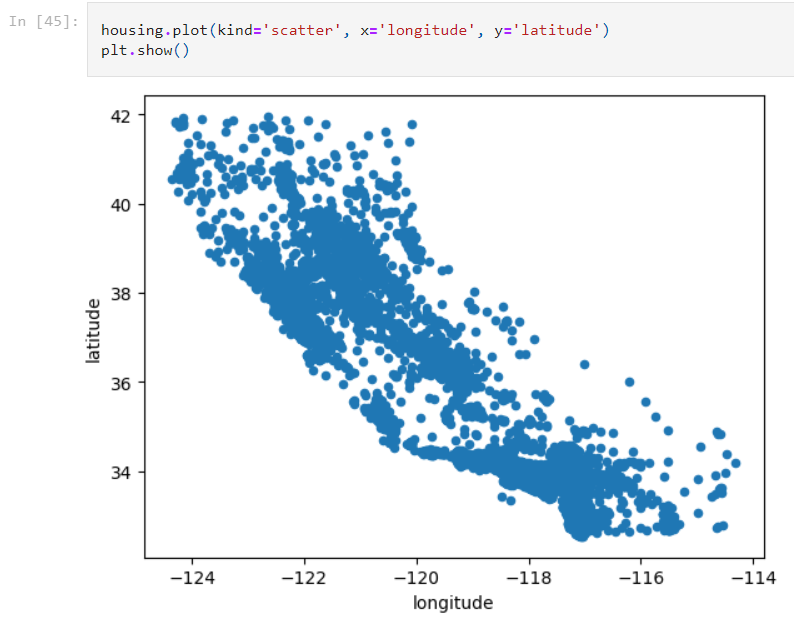 In [45]:
housing.plot(kind='scatter', x='longitude', y='latitude')
plt.show()
42
40
38
36
34
latitude
−124 −122 −120 −118 −116 −114
longitude